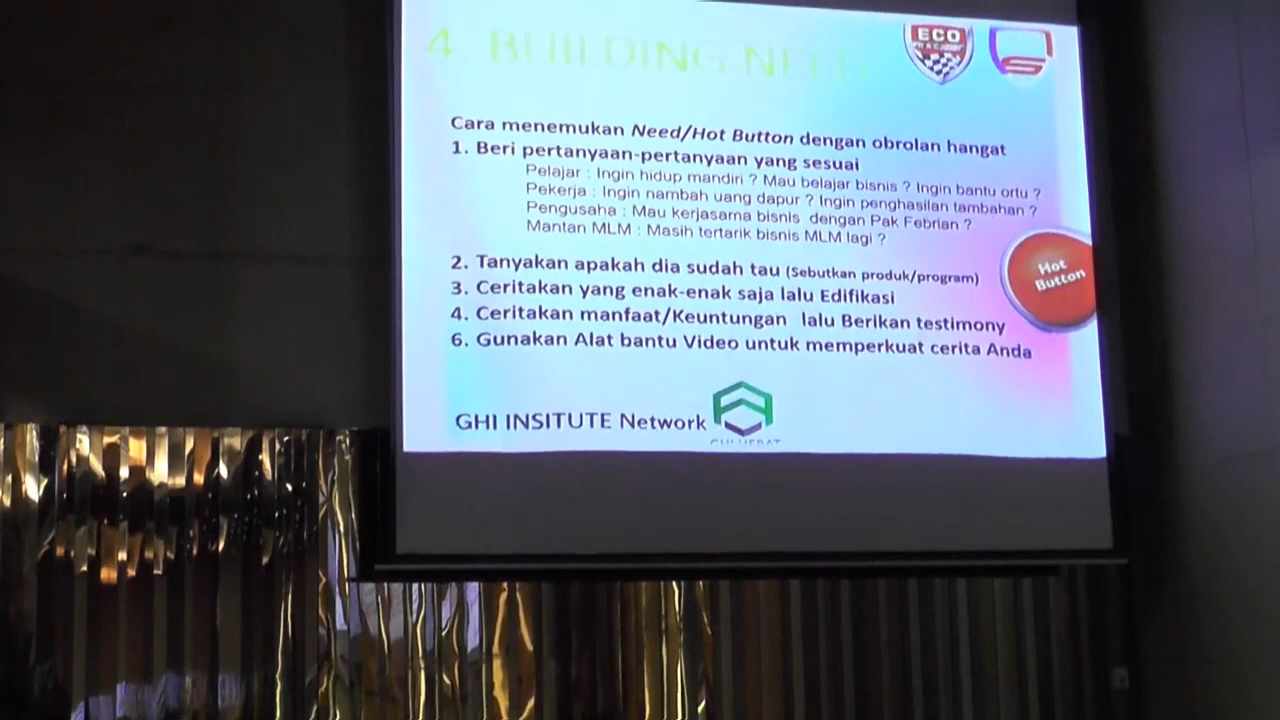 4. BUILDING NEED
ECO
RACING
Cara menemukan Need/Hot Button dengan obrolan hangat
1. Beri pertanyaan-pertanyaan yang sesuai
Pelajar : Ingin hidup mandiri ? Mau belajar bisnis ? Ingin bantu ortu ?
Pekerja : Ingin nambah uang dapur ? Ingin penghasilan tambahan ?
Pengusaha : Mau kerjasama bisnis dengan Pak Febrian ?
Mantan MLM : Masih tertarik bisnis MLM lagi ?
2. Tanyakan apakah dia sudah tau (Sebutkan produk/program)
3. Ceritakan yang enak-enak saja lalu Edifikasi
4. Ceritakan manfaat/Keuntungan lalu Berikan testimony
6. Gunakan Alat bantu Video untuk memperkuat cerita Anda
Hot
Button
GHI INSITUTE Network